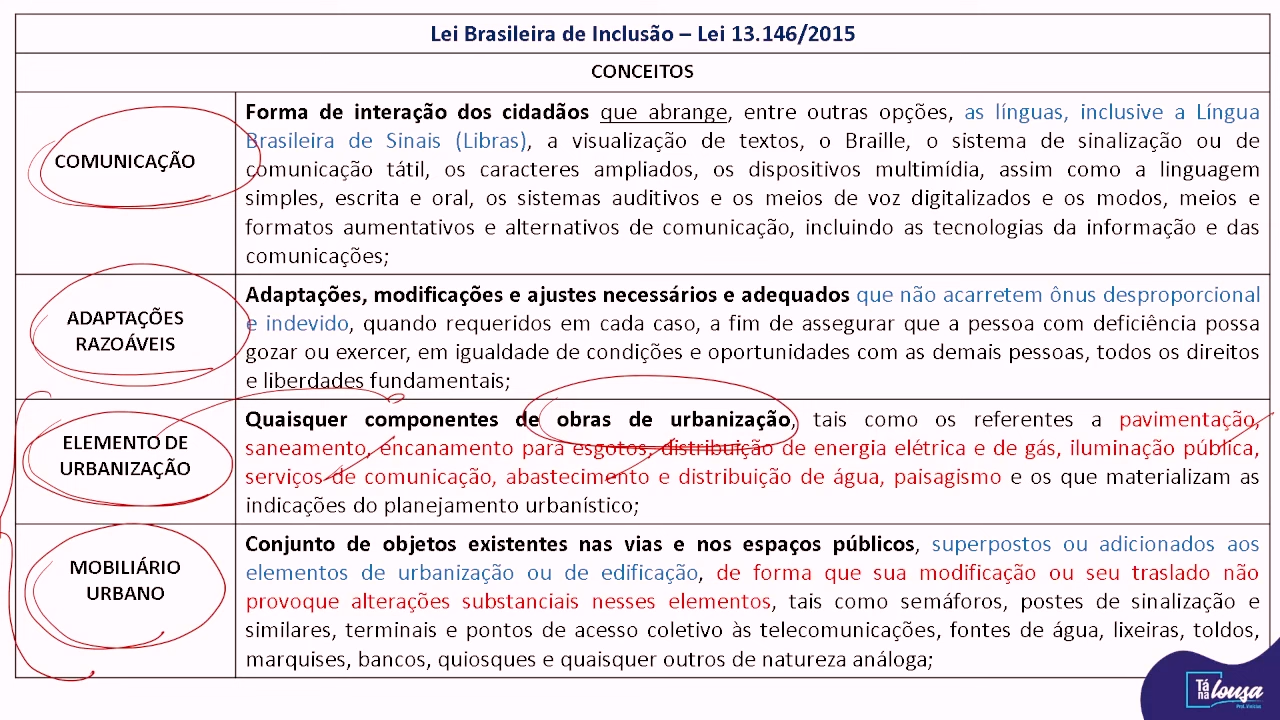 Lei Brasileira de Inclusão – Lei 13.146/2015
CONCEITOS
COMUNICAÇÃO
Forma de interação dos cidadãos que abrange, entre outras opções, as línguas, inclusive a Língua
Brasileira de Sinais (Libras), a visualização de textos, o Braille, o sistema de sinalização ou de
comunicação tátil, os caracteres ampliados, os dispositivos multimídia, assim como a linguagem
simples, escrita e oral, os sistemas auditivos e os meios de voz digitalizados e os modos, meios e
formatos aumentativos e alternativos de comunicação, incluindo as tecnologias da informação e das
comunicações;
ADAPTAÇÕES
RAZOÁVEIS
Adaptações, modificações e ajustes necessários e adequados que não acarretem ônus desproporcional
e indevido, quando requeridos em cada caso, a fim de assegurar que a pessoa com deficiência possa
gozar ou exercer, em igualdade de condições e oportunidades com as demais pessoas, todos os direitos
e liberdades fundamentais;
ELEMENTO DE
URBANIZAÇÃO
Quaisquer componentes de obras de urbanização, tais como os referentes a pavimentação,
saneamento, encanamento para esgotos, distribuição de energia elétrica e de gás, iluminação pública,
serviços de comunicação, abastecimento e distribuição de água, paisagismo e os que materializam as
indicações do planejamento urbanístico;
MOBILIÁRIO
URBANO
Conjunto de objetos existentes nas vias e nos espaços públicos, superpostos ou adicionados aos
elementos de urbanização ou de edificação, de forma que sua modificação ou seu traslado não
provoque alterações substanciais nesses elementos, tais como semáforos, postes de sinalização e
similares, terminais e pontos de acesso coletivo às telecomunicações, fontes de água, lixeiras, toldos,
marquises, bancos, quiosques e quaisquer outros de natureza análoga;
Tá
na lousa